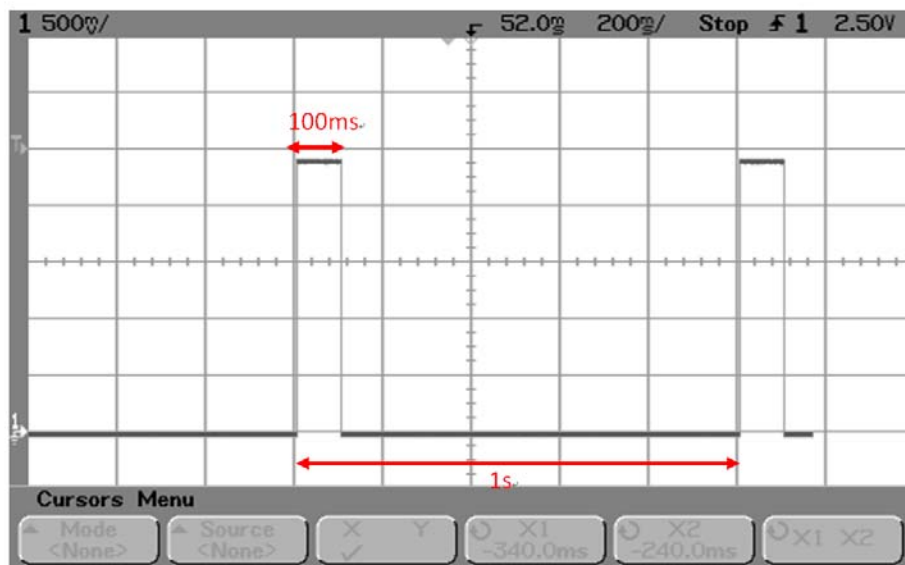 1 500mV/ 52.0ms 200ms/ Stop 1 2.50V
100ms
T
1
1s
Cursors Menu
Mode Source X Y X1 X2 X1 X2
<None> <None> ✓ -340.0ms -240.0ms